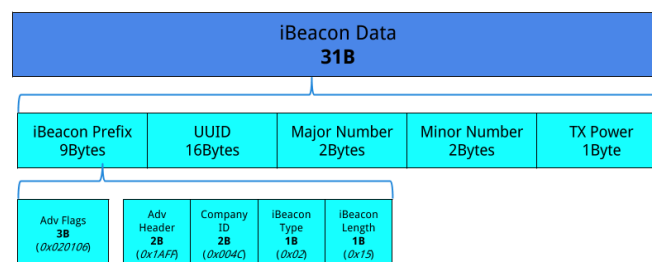 iBeacon Data
31B
iBeacon Prefix
9Bytes
UUID
16Bytes
Major Number
2Bytes
Minor Number
2Bytes
TX Power
1Byte
Adv Flags
3B
(0x020106)
Adv
Header
2B
(0x1AFF)
Company
ID
2B
(0x004C)
iBeacon
Type
1B
(0x02)
iBeacon
Length
1B
(0x15)